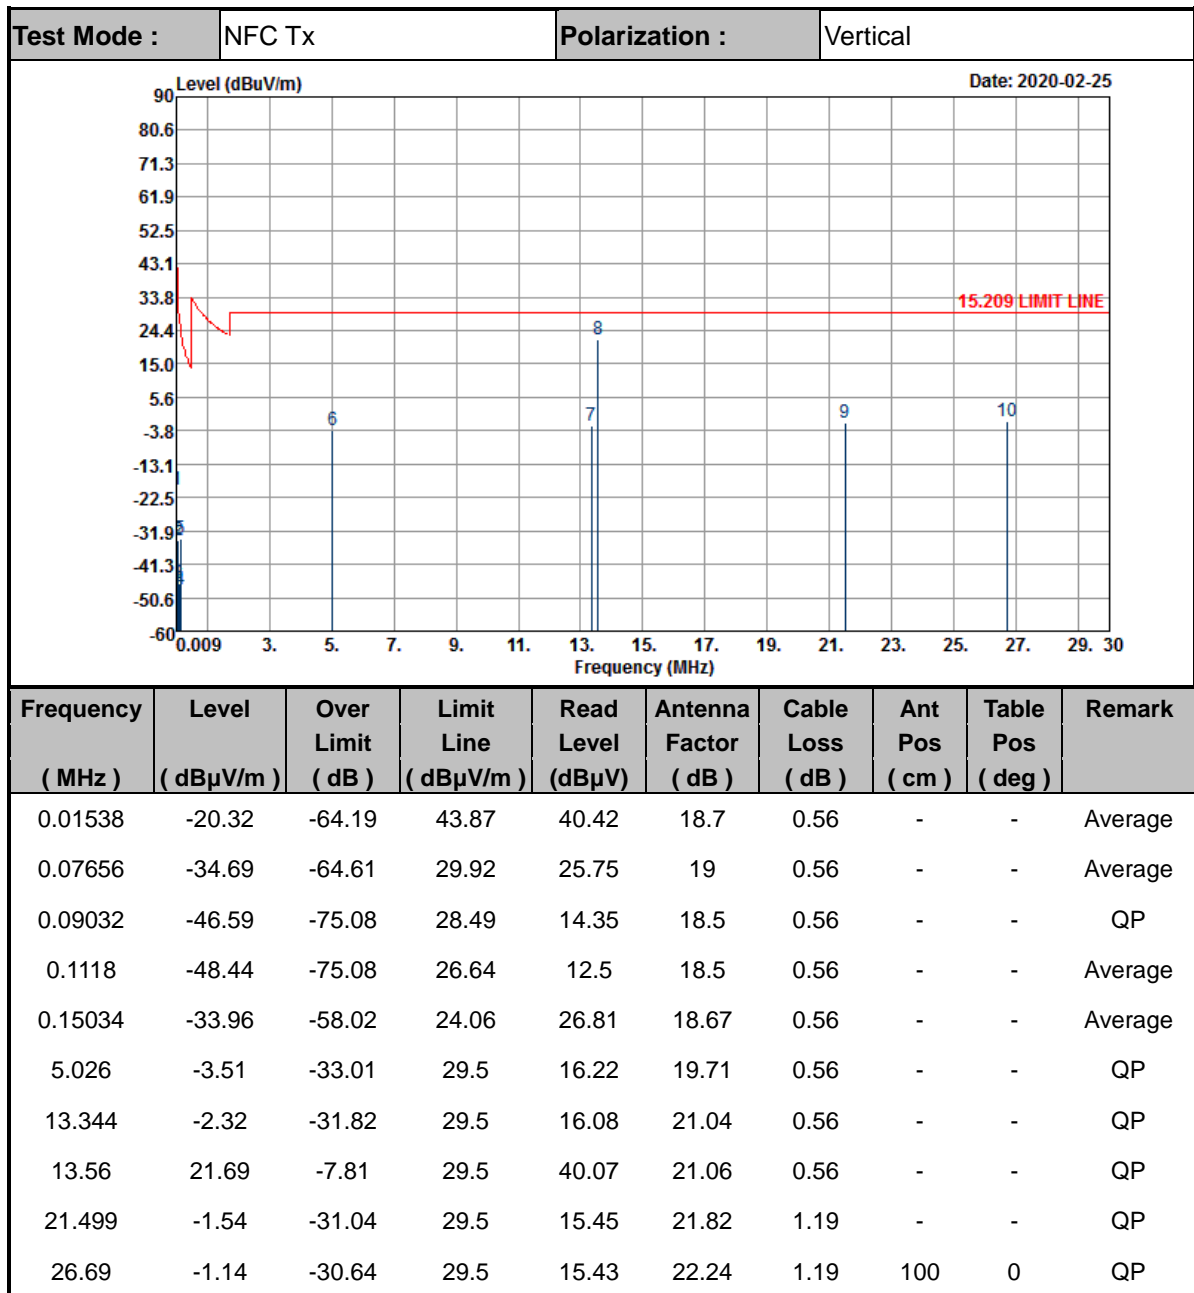 Test Mode : NFC Tx Polarization : Vertical
Level (dBuV/m) Date: 2020-02-25
90
80.6
71.3
61.9
52.5
43.1
33.8
15.209 LIMIT LINE
24.4
8
15.0
5.6
6
7
9
10
-3.8
-13.1
-22.5
-31.9
5
-41.3
-50.6
-60
0.009 3. 5. 7. 9. 11. 13. 15. 17. 19. 21. 23. 25. 27. 29. 30
Frequency (MHz)
Frequency Level Over Limit Read Antenna Cable Ant Table Remark
Limit Line Level Factor Loss Pos Pos
( MHz ) ( dBµV/m ) ( dB ) ( dBµV/m ) (dBµV) ( dB ) ( dB ) ( cm ) ( deg )
0.01538 -20.32 -64.19 43.87 40.42 18.7 0.56 - - Average
0.07656 -34.69 -64.61 29.92 25.75 19 0.56 - - Average
0.09032 -46.59 -75.08 28.49 14.35 18.5 0.56 - - QP
0.1118 -48.44 -75.08 26.64 12.5 18.5 0.56 - - Average
0.15034 -33.96 -58.02 24.06 26.81 18.67 0.56 - - Average
5.026 -3.51 -33.01 29.5 16.22 19.71 0.56 - - QP
13.344 -2.32 -31.82 29.5 16.08 21.04 0.56 - - QP
13.56 21.69 -7.81 29.5 40.07 21.06 0.56 - - QP
21.499 -1.54 -31.04 29.5 15.45 21.82 1.19 - - QP
26.69 -1.14 -30.64 29.5 15.43 22.24 1.19 100 0 QP